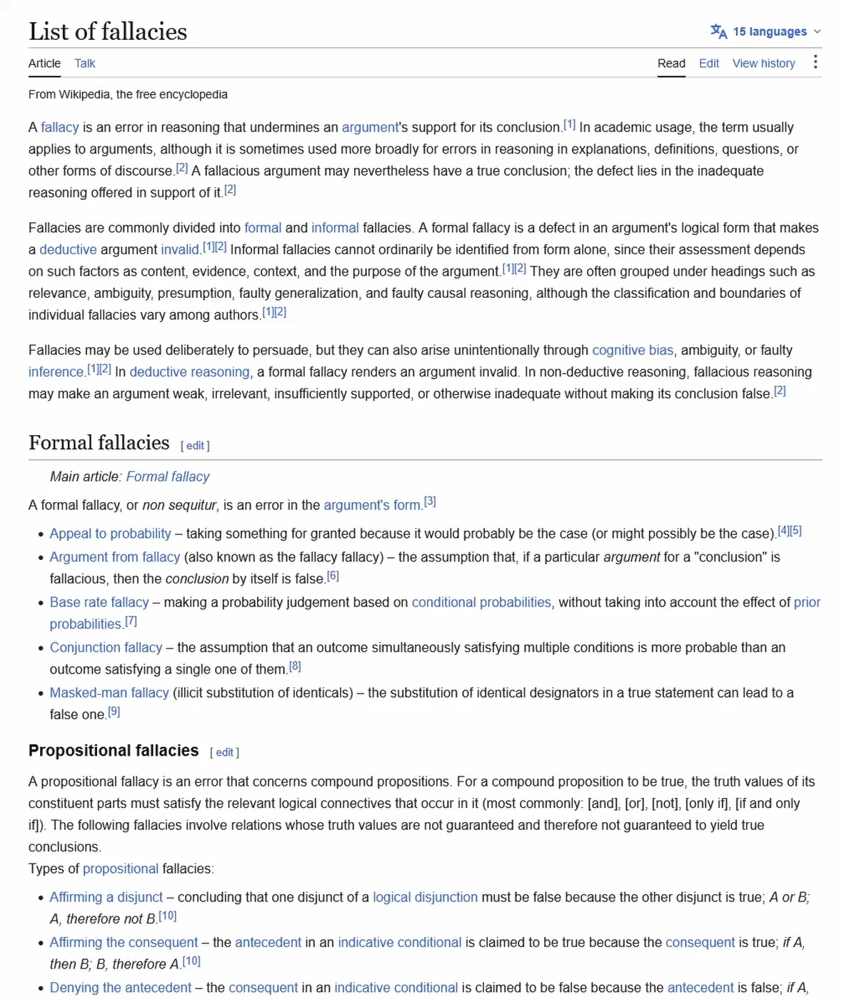 List of fallacies
15 languages
Article Talk Read Edit View history
From Wikipedia, the free encyclopedia
A fallacy is an error in reasoning that undermines an argument's support for its conclusion.[1] In academic usage, the term usually
applies to arguments, although it is sometimes used more broadly for errors in reasoning in explanations, definitions, questions, or
other forms of discourse.[2] A fallacious argument may nevertheless have a true conclusion; the defect lies in the inadequate
reasoning offered in support of it.[2]
Fallacies are commonly divided into formal and informal fallacies. A formal fallacy is a defect in an argument's logical form that makes
a deductive argument invalid.[1][2] Informal fallacies cannot ordinarily be identified from form alone, since their assessment depends
on such factors as content, evidence, context, and the purpose of the argument.[1][2] They are often grouped under headings such as
relevance, ambiguity, presumption, faulty generalization, and faulty causal reasoning, although the classification and boundaries of
individual fallacies vary among authors.[1][2]
Fallacies may be used deliberately to persuade, but they can also arise unintentionally through cognitive bias, ambiguity, or faulty
inference.[1][2] In deductive reasoning, a formal fallacy renders an argument invalid. In non-deductive reasoning, fallacious reasoning
may make an argument weak, irrelevant, insufficiently supported, or otherwise inadequate without making its conclusion false.[2]
Formal fallacies [ edit ]
Main article: Formal fallacy
A formal fallacy, or non sequitur, is an error in the argument's form.[3]
• Appeal to probability – taking something for granted because it would probably be the case (or might possibly be the case).[4][5]
• Argument from fallacy (also known as the fallacy fallacy) – the assumption that, if a particular argument for a "conclusion" is
fallacious, then the conclusion by itself is false.[6]
• Base rate fallacy – making a probability judgement based on conditional probabilities, without taking into account the effect of prior
probabilities.[7]
• Conjunction fallacy – the assumption that an outcome simultaneously satisfying multiple conditions is more probable than an
outcome satisfying a single one of them.[8]
• Masked-man fallacy (illicit substitution of identicals) – the substitution of identical designators in a true statement can lead to a
false one.[9]
Propositional fallacies [ edit ]
A propositional fallacy is an error that concerns compound propositions. For a compound proposition to be true, the truth values of its
constituent parts must satisfy the relevant logical connectives that occur in it (most commonly: [and], [or], [not], [only if], [if and only
if]). The following fallacies involve relations whose truth values are not guaranteed and therefore not guaranteed to yield true
conclusions.
Types of propositional fallacies:
• Affirming a disjunct – concluding that one disjunct of a logical disjunction must be false because the other disjunct is true; A or B;
A, therefore not B.[10]
• Affirming the consequent – the antecedent in an indicative conditional is claimed to be true because the consequent is true; if A,
then B; B, therefore A.[10]
• Denying the antecedent – the consequent in an indicative conditional is claimed to be false because the antecedent is false; if A,